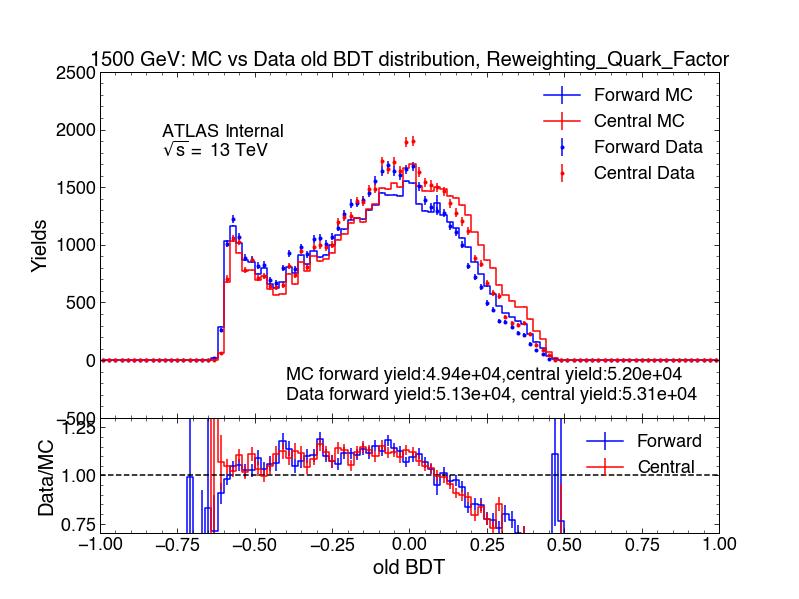 1500 GeV: MC vs Data old BDT distribution, Reweighting_Quark_Factor
2500
2000
1500
1000
500
0
−500
Yields
ATLAS Internal
√s = 13 TeV
Forward MC
Central MC
Forward Data
Central Data
MC forward yield:4.94e+04,central yield:5.20e+04
Data forward yield:5.13e+04, central yield:5.31e+04
1.25
1.00
0.75
Data/MC
Forward
Central
−1.00 −0.75 −0.50 −0.25 0.00 0.25 0.50 0.75 1.00
old BDT